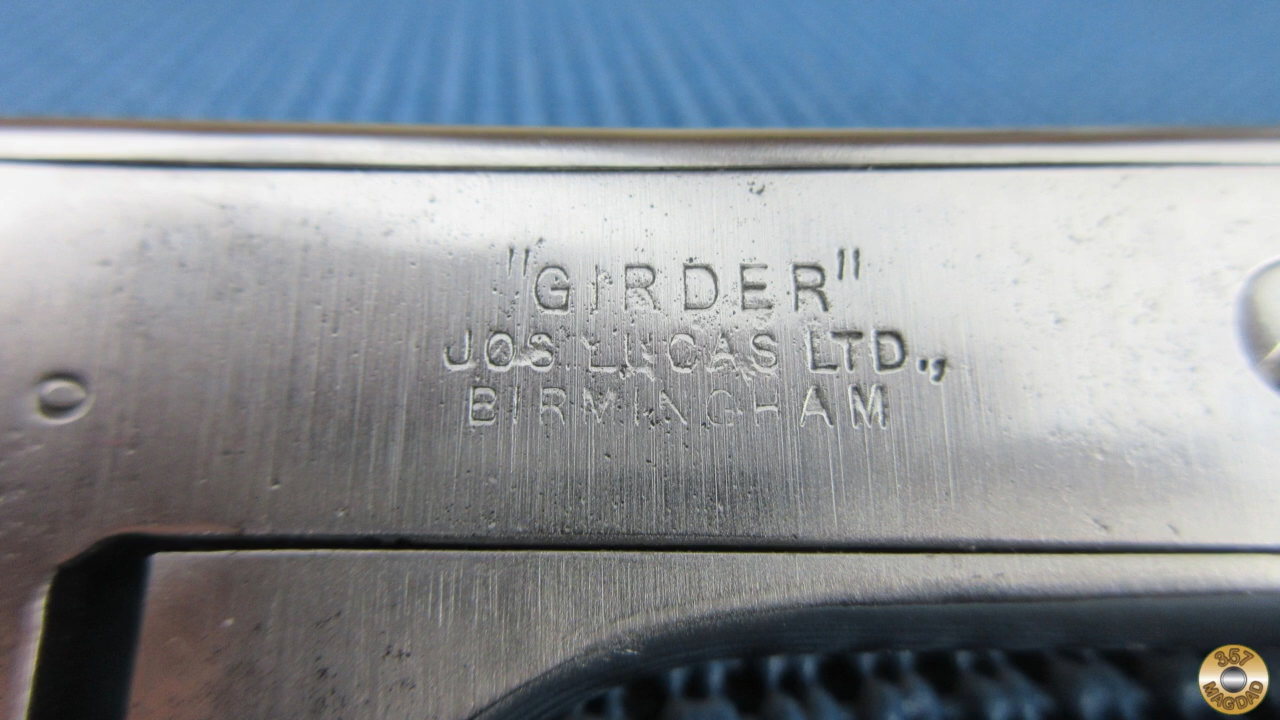 "GIRDER"
JOS LUCAS LTD.,
BIRMINGHAM
357
MAGDAD